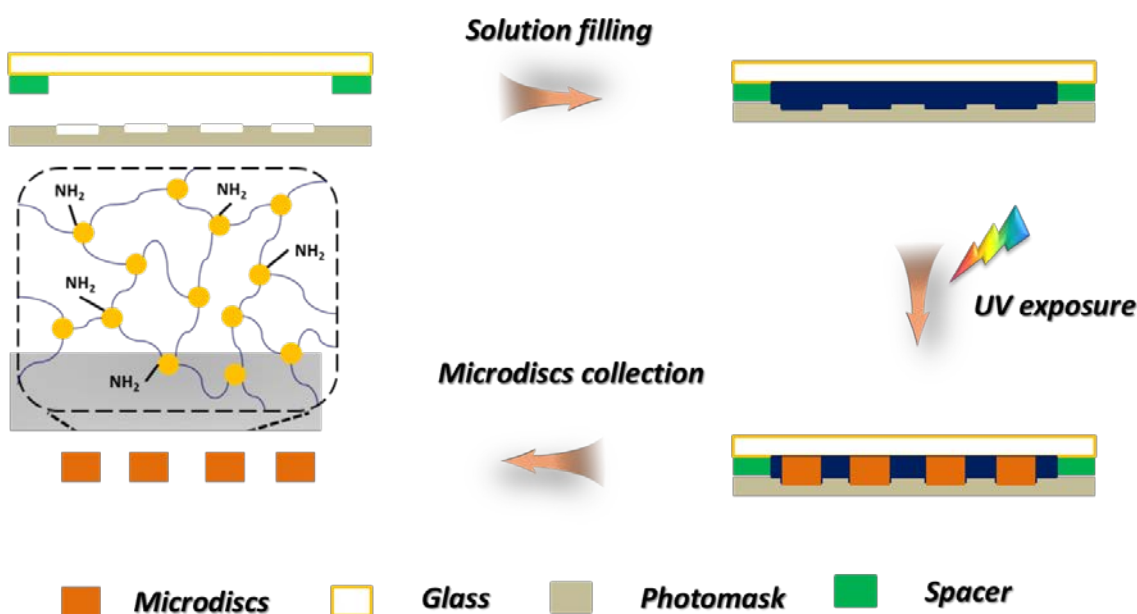 Solution filling
NH2
NH2
NH2
NH2
NH2
UV exposure
Microdiscs collection
Microdiscs
Glass
Photomask
Spacer